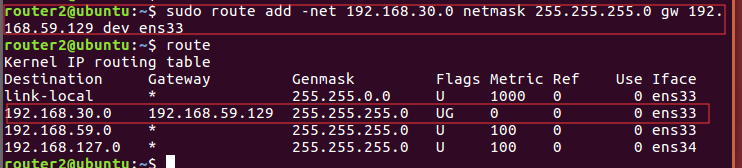 router2@ubuntu:~$ sudo route add -net 192.168.30.0 netmask 255.255.255.0 gw 192.
168.59.129 dev ens33
router2@ubuntu:~$ route
Kernel IP routing table
Destination     Gateway         Genmask         Flags Metric Ref    Use Iface
link-local      *               255.255.0.0     U     1000   0        0 ens33
192.168.30.0    192.168.59.129  255.255.255.0   UG    0      0        0 ens33
192.168.59.0    *               255.255.255.0   U     100    0        0 ens33
192.168.127.0   *               255.255.255.0   U     100    0        0 ens34
router2@ubuntu:~$